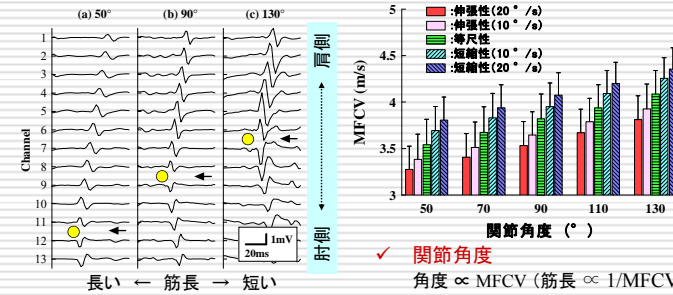 (a) 50° (b) 90° (c) 130°
1
2
3
4
5
6
7
8
9
10
11
12
13
Channel
1mV
20ms
肩側
肘側
長い ← 筋長 → 短い
5
4.5
4
3.5
3
MFCV (m/s)
:伸張性(20°/s)
:伸張性(10°/s)
:等尺性
:短縮性(10°/s)
:短縮性(20°/s)
50 70 90 110 130
関節角度 (°)
✓ 関節角度
角度 ∝ MFCV (筋長 ∝ 1/MFCV